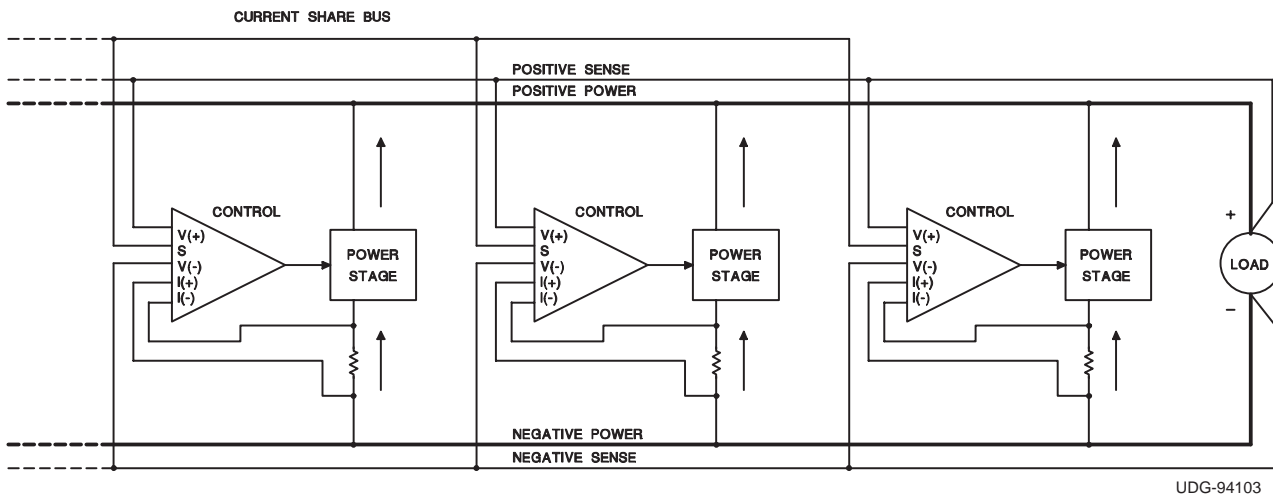 CURRENT SHARE BUS
POSITIVE SENSE
POSITIVE POWER
CONTROL
V(+)
S
V(-)
I(+)
I(-)
POWER
STAGE
CONTROL
V(+)
S
V(-)
I(+)
I(-)
POWER
STAGE
CONTROL
V(+)
S
V(-)
I(+)
I(-)
POWER
STAGE
+
LOAD
–
NEGATIVE POWER
NEGATIVE SENSE
UDG-94103